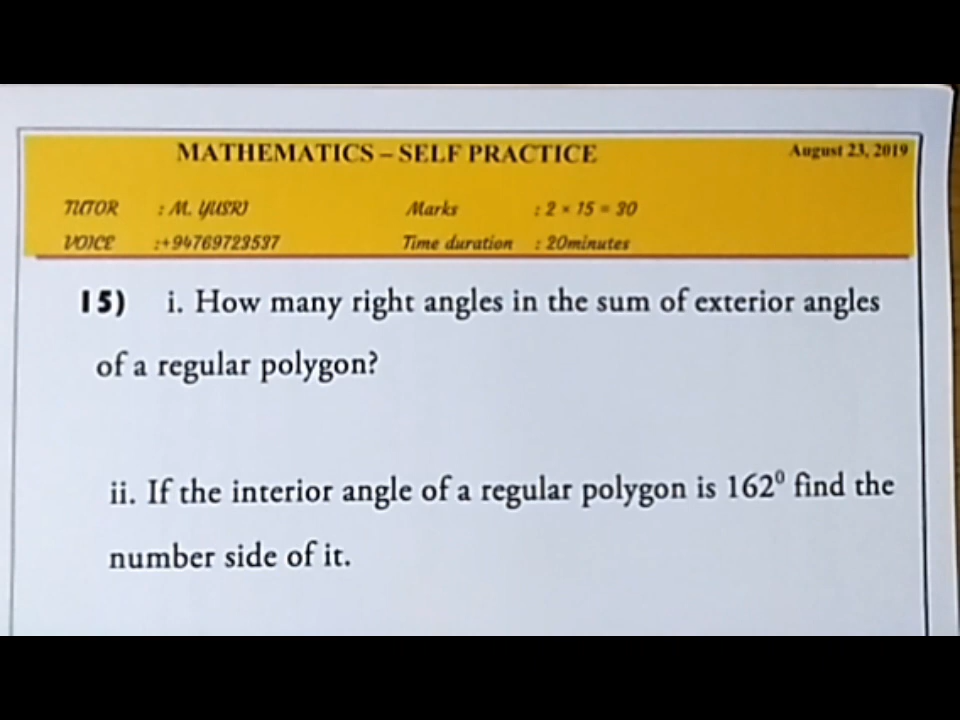 MATHEMATICS – SELF PRACTICE
August 23, 2019
TUTOR : M. YUSRI Marks : 2 × 15 = 30
VOICE :+94769723537 Time duration : 20minutes
15) i. How many right angles in the sum of exterior angles
of a regular polygon?
ii. If the interior angle of a regular polygon is 162⁰ find the
number side of it.